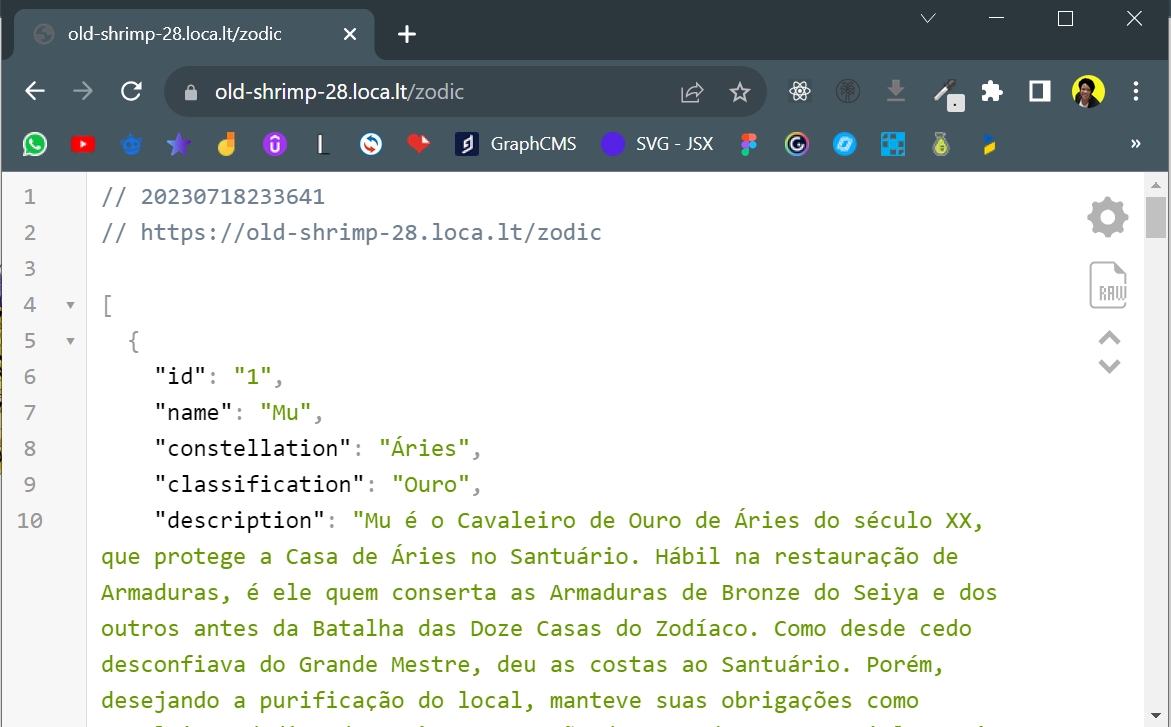 old-shrimp-28.loca.lt/zodic
old-shrimp-28.loca.lt/zodic
GraphCMS
SVG - JSX
»
1 // 20230718233641
2 // https://old-shrimp-28.loca.lt/zodic
3
4 [
5 {
6 "id": "1",
7 "name": "Mu",
8 "constellation": "Áries",
9 "classification": "Ouro",
10 "description": "Mu é o Cavaleiro de Ouro de Áries do século XX,
que protege a Casa de Áries no Santuário. Hábil na restauração de
Armaduras, é ele quem conserta as Armaduras de Bronze do Seiya e dos
outros antes da Batalha das Doze Casas do Zodíaco. Como desde cedo
desconfiava do Grande Mestre, deu as costas ao Santuário. Porém,
desejando a purificação do local, manteve suas obrigações como
RAW